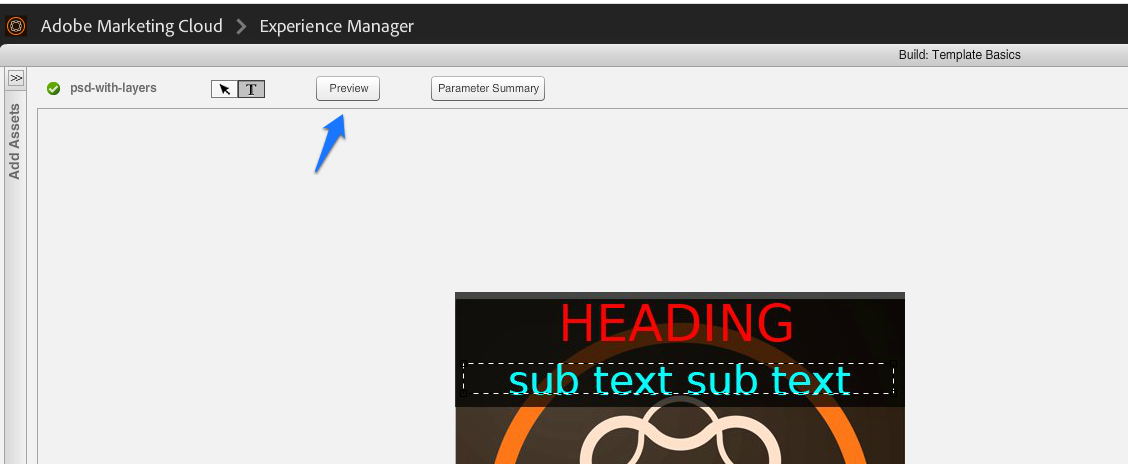 Adobe Marketing Cloud > Experience Manager
Build: Template Basics
>>
psd-with-layers
T
Preview
Parameter Summary
Add Assets
HEADING
sub text sub text